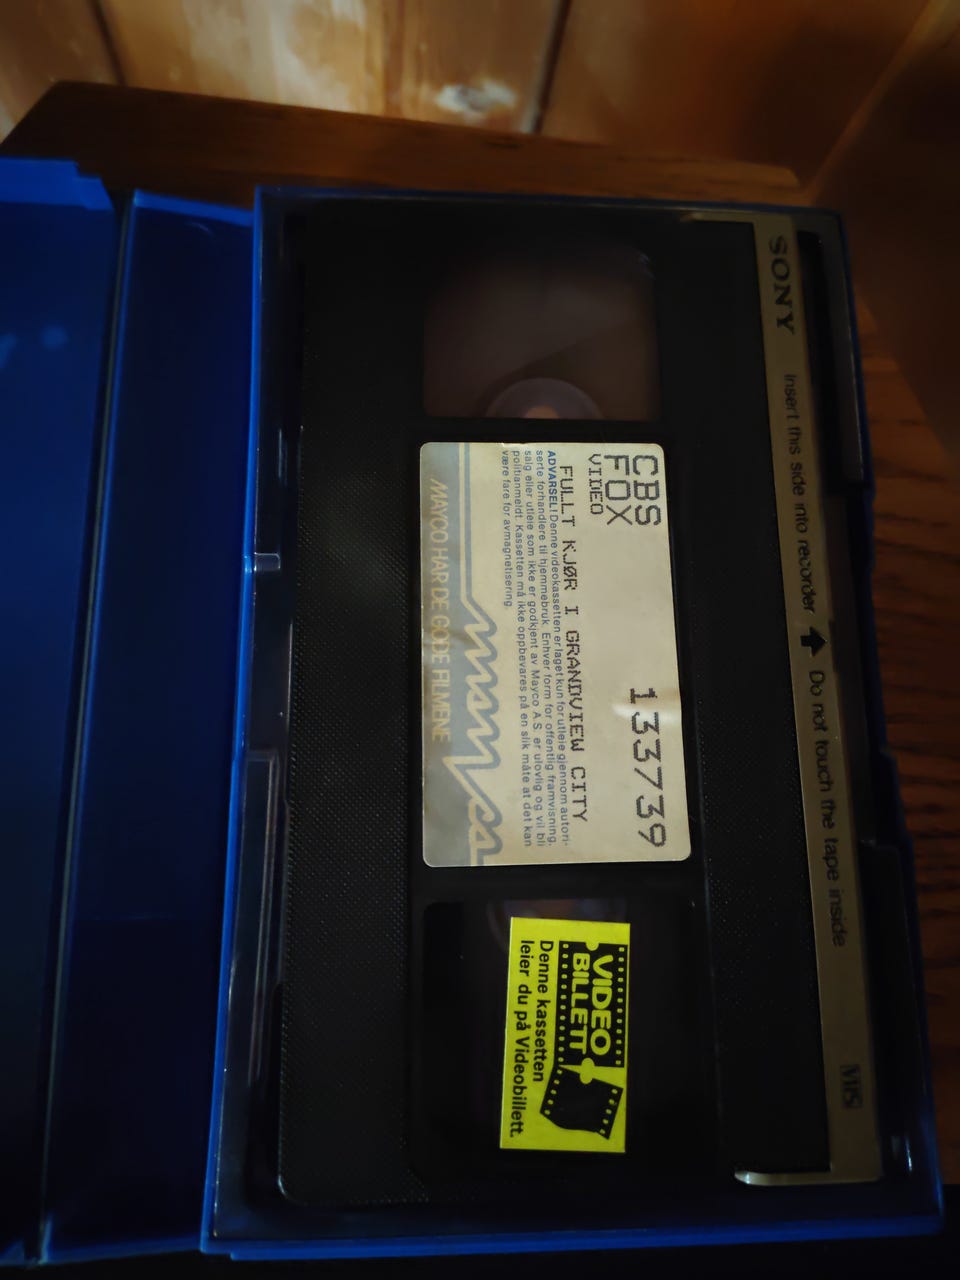 SONY insert this side into recorder Do not touch the tape inside VHS
CBS
FOX
VIDEO
133739
FULLT KJØR I GRANDVIEW CITY
ADVARSEL! Denne videokassetten er laget kun for utleie gjennom autori-
serte forhandlere til hjemmebruk. Enhver form for offentlig framvisning,
salg eller utleie som ikke er godkjent av Mayco A.S. er ulovlig og vil bli
politianmeldt. Kassetten må ikke oppbevares på en slik måte at det kan
være fare for avmagnetisering.
mayco
MAYCO HAR DE GODE FILMENE
VIDEO
BILLETT
Denne kassetten
leier du på Videobillett.